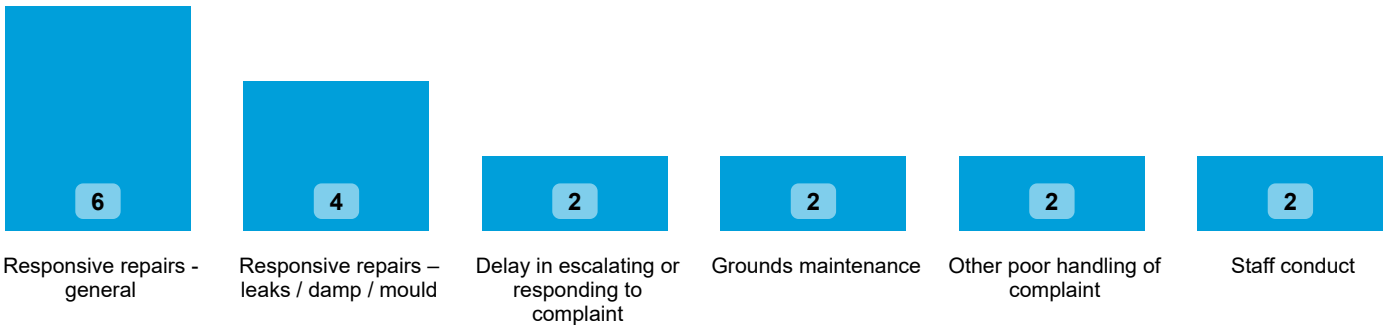 6
4
2
2
2
2
Responsive repairs -
general
Responsive repairs –
leaks / damp / mould
Delay in escalating or
responding to
complaint
Grounds maintenance
Other poor handling of
complaint
Staff conduct